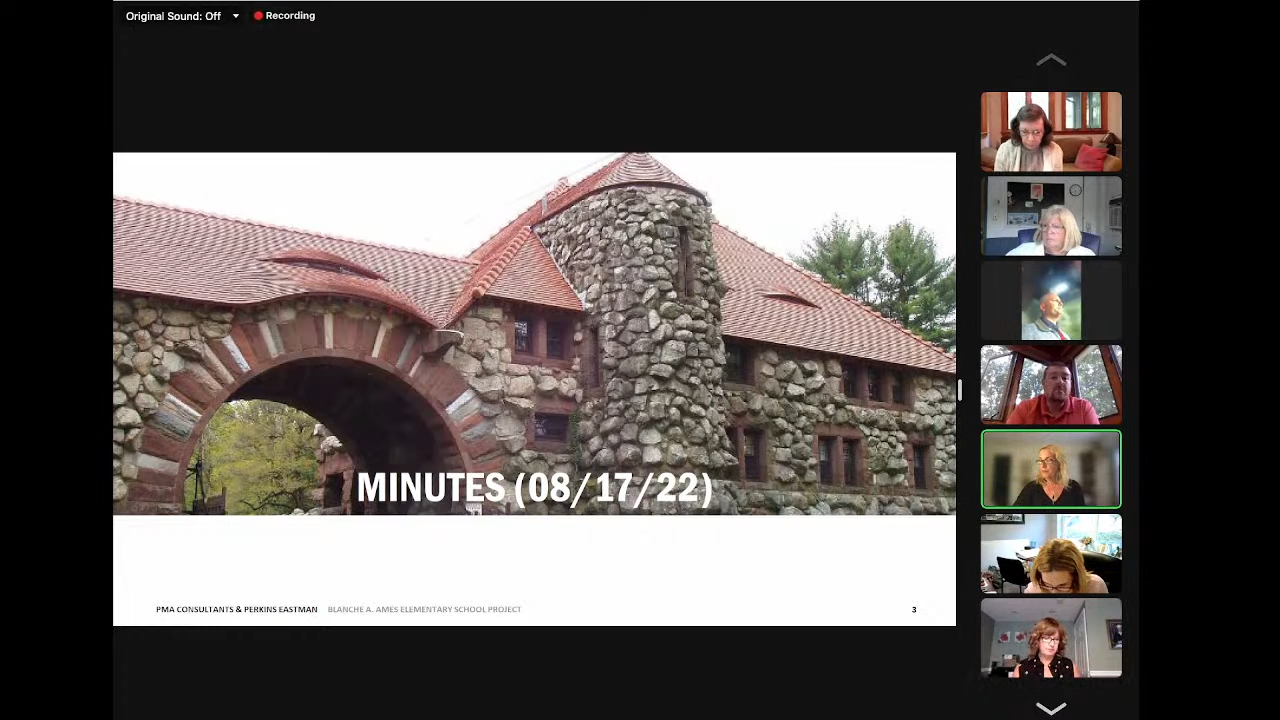 Original Sound: Off
Recording
MINUTES (08/17/22)
PMA CONSULTANTS & PERKINS EASTMAN BLANCHE A. AMES ELEMENTARY SCHOOL PROJECT
3